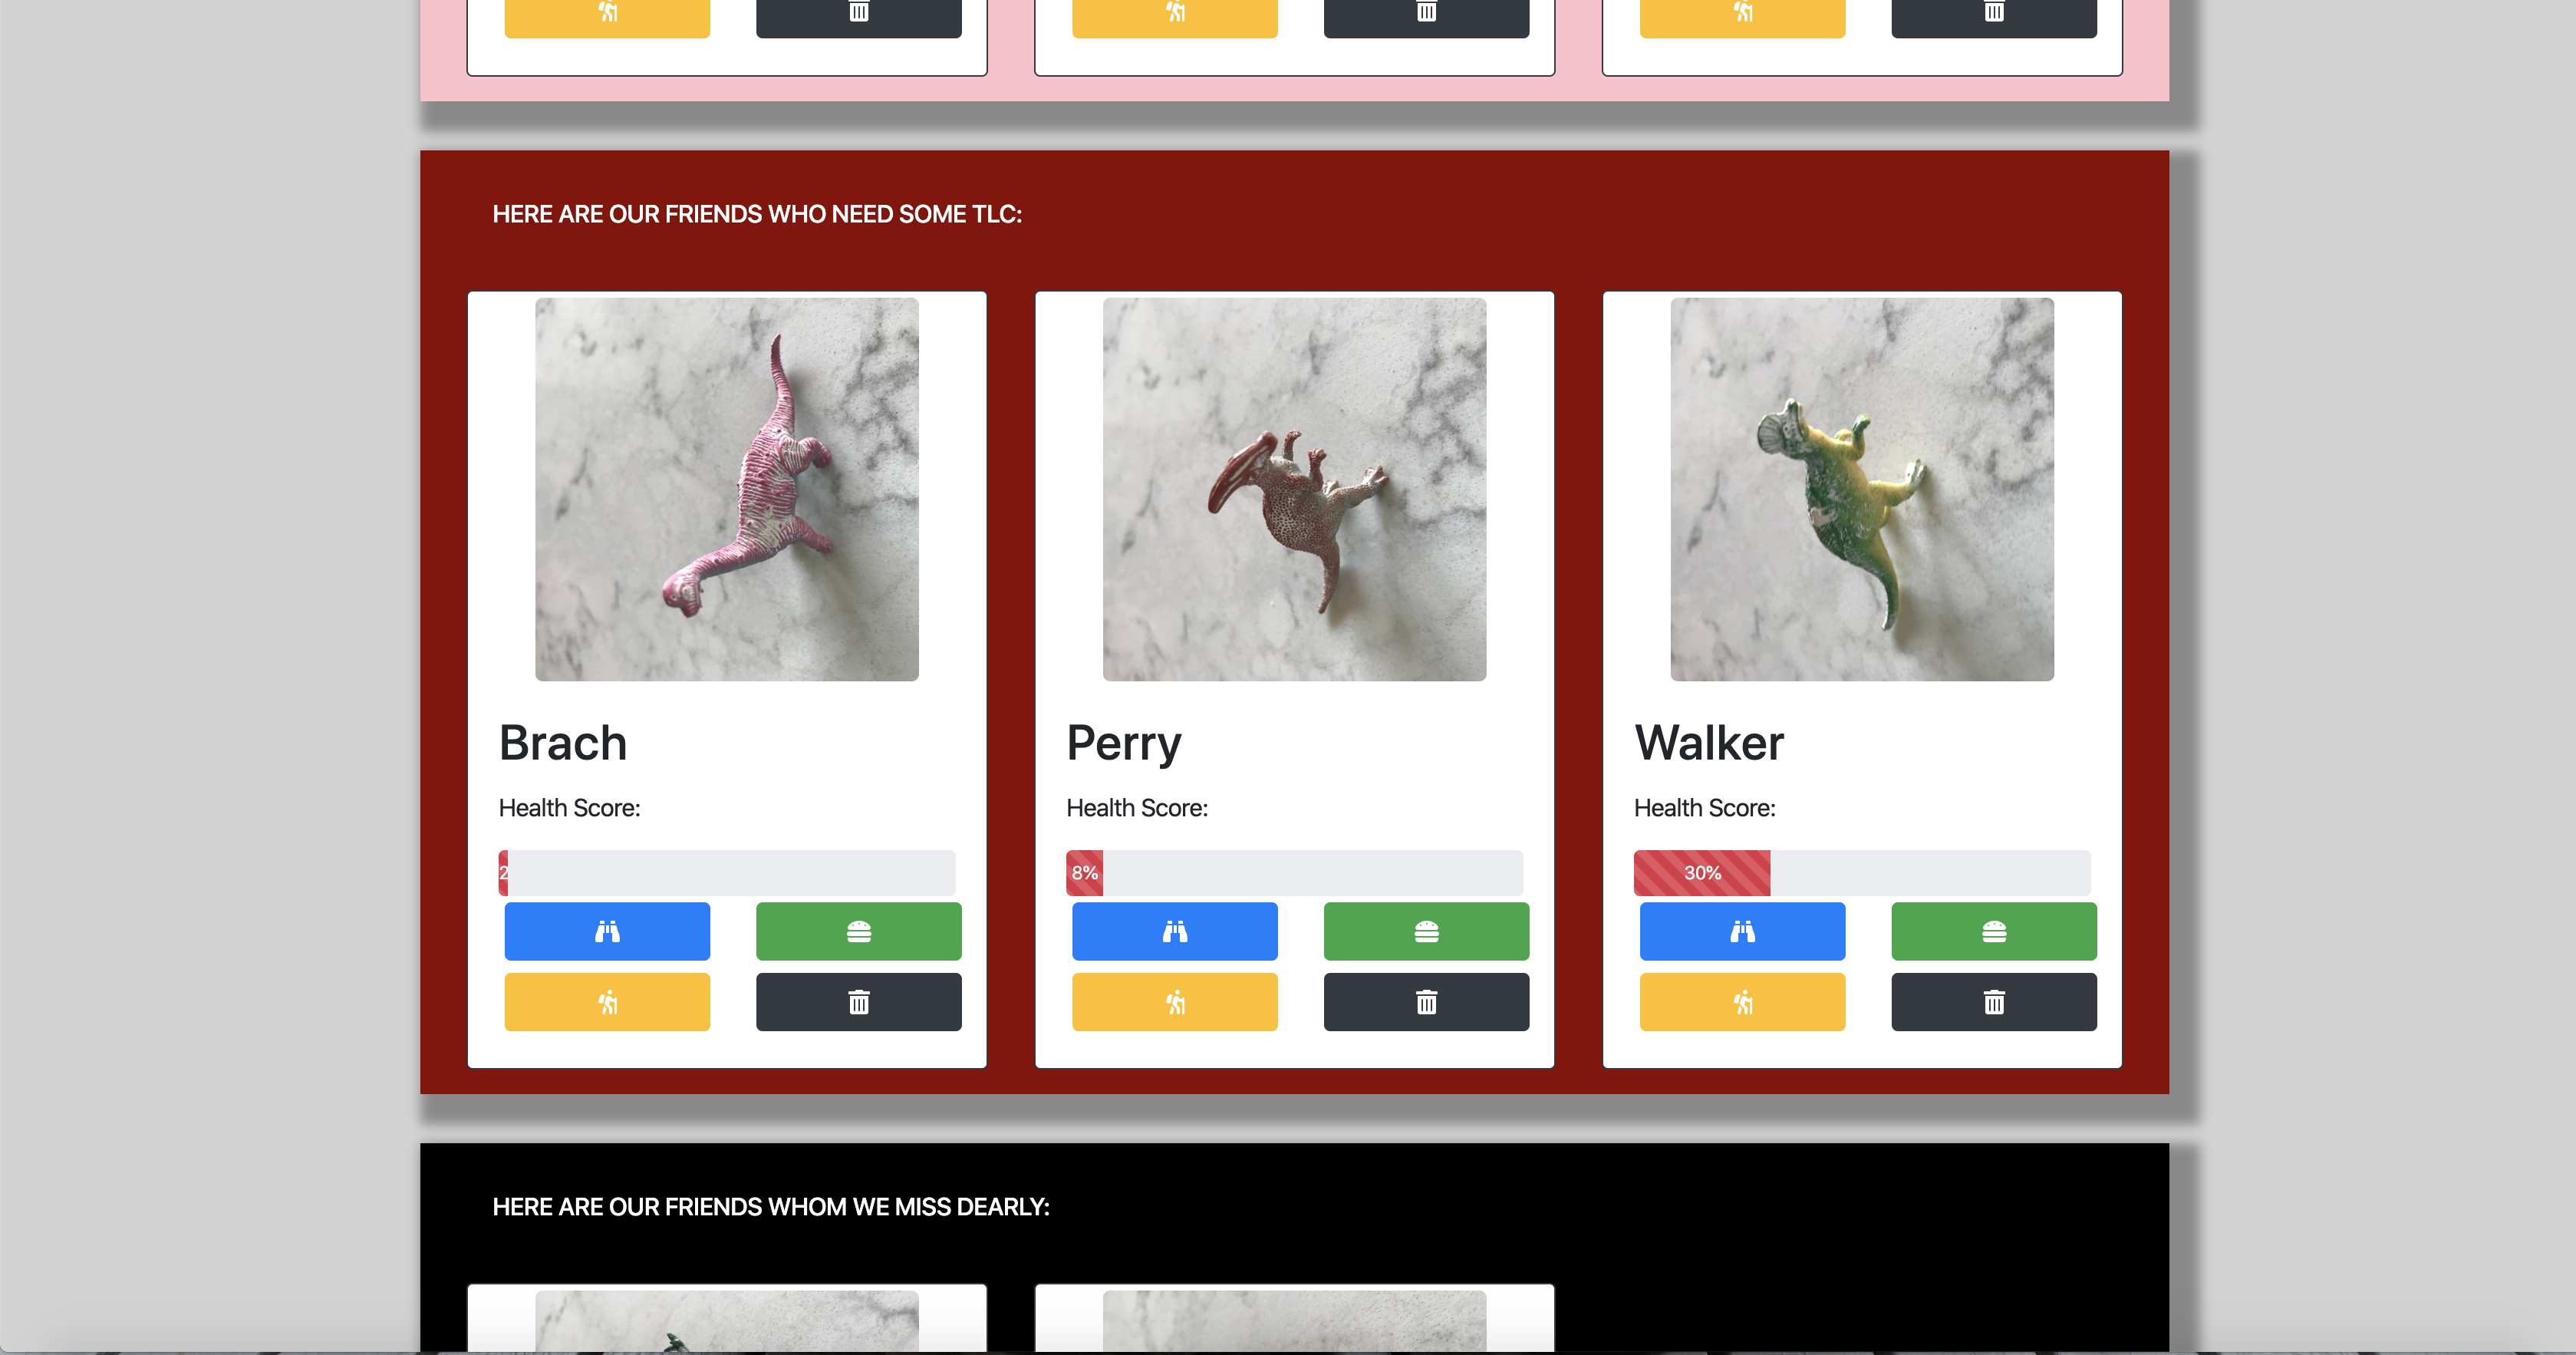 HERE ARE OUR FRIENDS WHO NEED SOME TLC:
Brach
Perry
Walker
Health Score:
Health Score:
Health Score:
2
8%
30%
HERE ARE OUR FRIENDS WHOM WE MISS DEARLY: